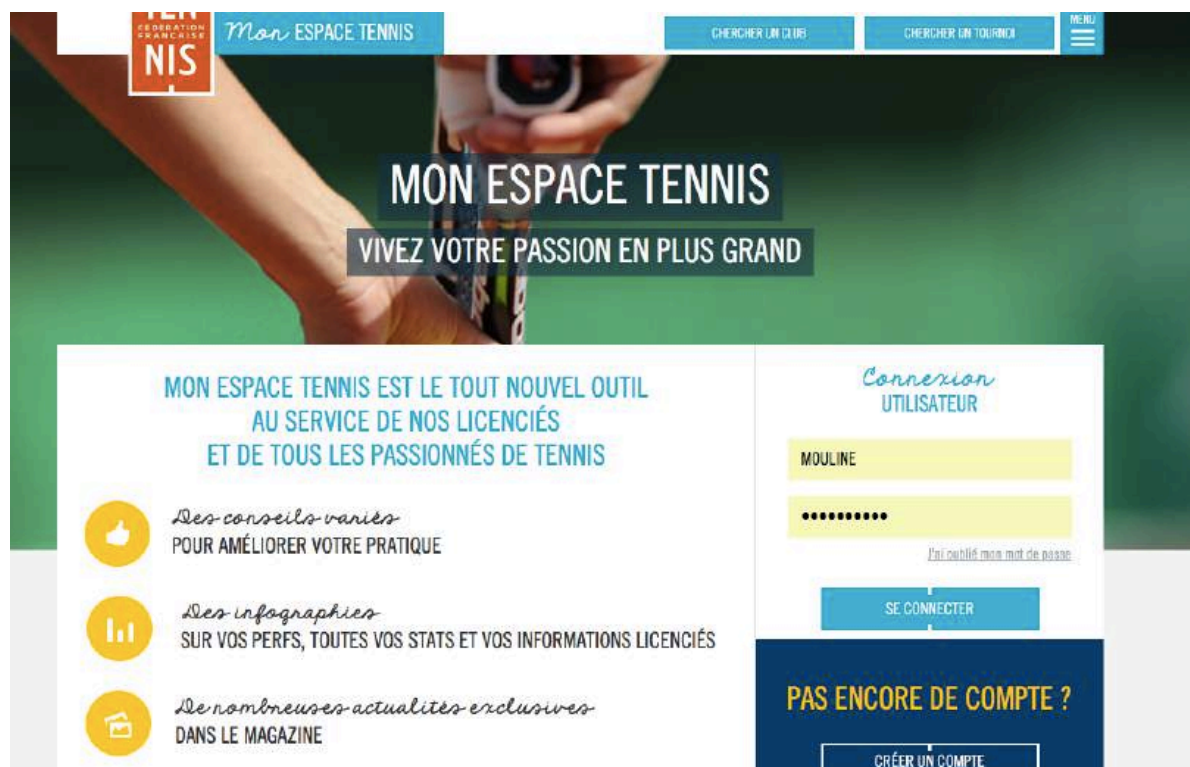 TEN
FEDERATION
FRANCAISE
NIS
Mon ESPACE TENNIS
CHERCHER UN CLUB
CHERCHER UN TOURNOI
MENU
MON ESPACE TENNIS
VIVEZ VOTRE PASSION EN PLUS GRAND
MON ESPACE TENNIS EST LE TOUT NOUVEL OUTIL
AU SERVICE DE NOS LICENCIÉS
ET DE TOUS LES PASSIONNÉS DE TENNIS
Des conseils variés
POUR AMÉLIORER VOTRE PRATIQUE
Des infographies
SUR VOS PERFS, TOUTES VOS STATS ET VOS INFORMATIONS LICENCIÉS
De nombreuses actualités exclusives
DANS LE MAGAZINE
Connexion
UTILISATEUR
MOULINE
••••••••••
J'ai oublié mon mot de passe
SE CONNECTER
PAS ENCORE DE COMPTE ?
CRÉER UN COMPTE